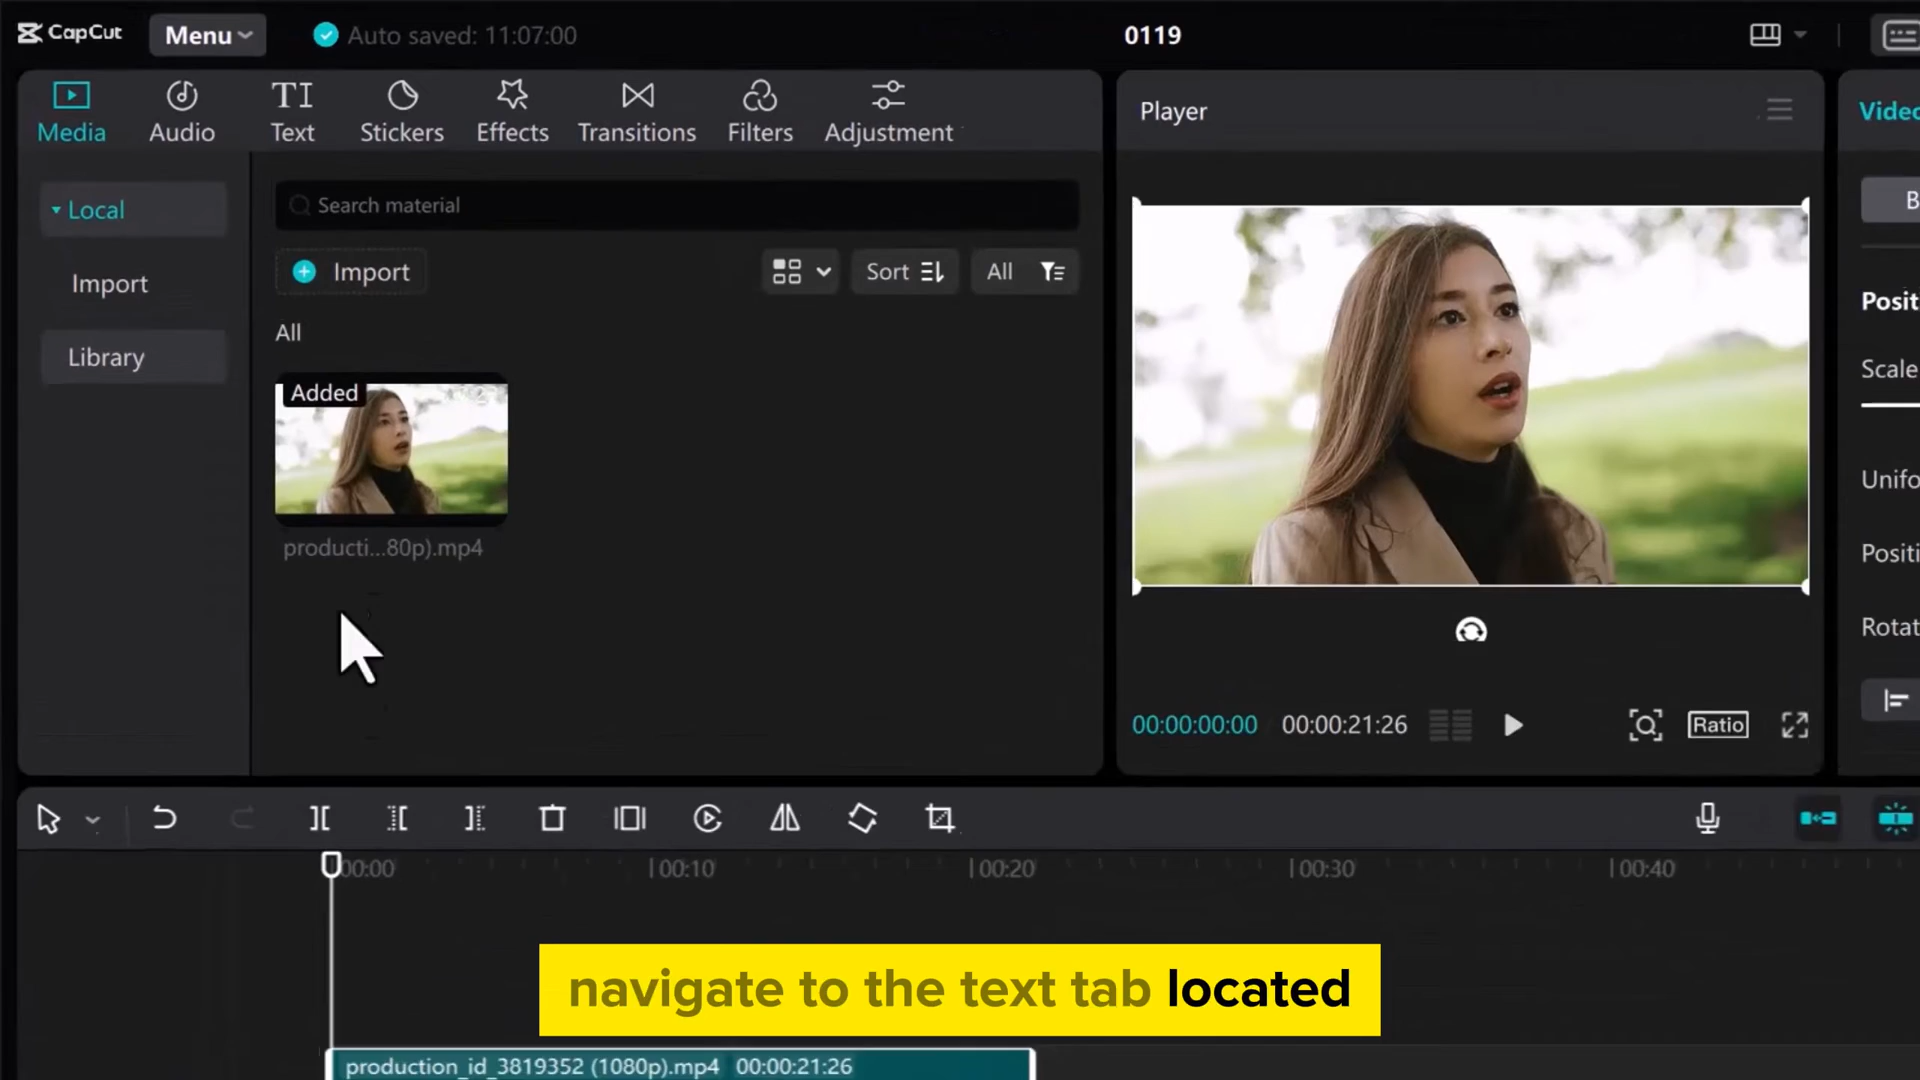 CapCut
Menu
Auto saved: 11:07:00
0119
Media
Audio
TI
Text
Stickers
Effects
Transitions
Filters
Adjustment
Player
Local
Import
Library
Search material
Import
Sort
All
All
Added
producti...80p).mp4
00:00:00:00
00:00:21:26
Ratio
Video
B
Posit
Scale
Unifo
Positi
Rotat
00:00
00:10
00:20
00:30
00:40
navigate to the text tab located
production_id_3819352 (1080p).mp4 00:00:21:26